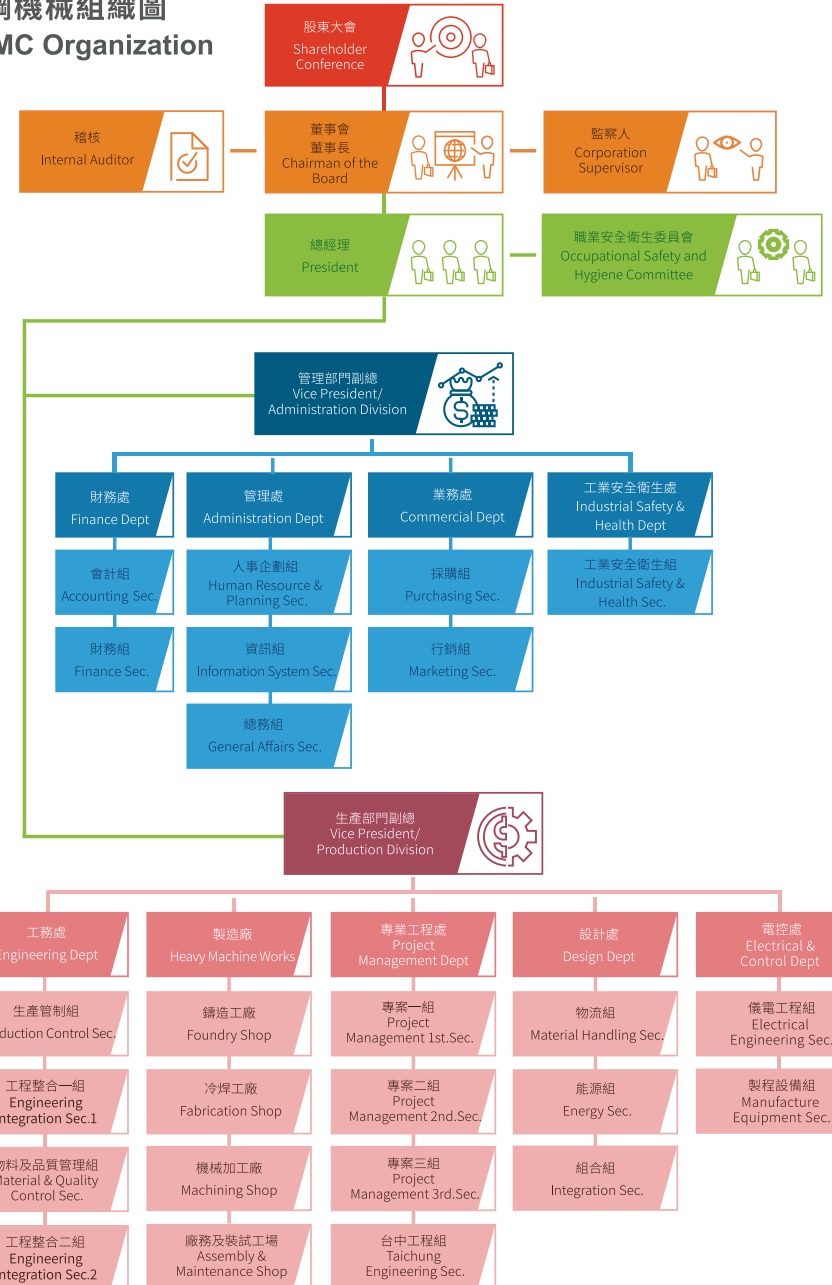 鋼機械組織圖
MC Organization
股東大會
Shareholder
Conference
稽核
Internal Auditor
董事會
董事長
Chairman of the
Board
監察人
Corporation
Supervisor
總經理
President
職業安全衛生委員會
Occupational Safety and
Hygiene Committee
管理部門副總
Vice President/
Administration Division
財務處
Finance Dept
管理處
Administration Dept
業務處
Commercial Dept
工業安全衛生處
Industrial Safety &
Health Dept
會計組
Accounting Sec.
人事企劃組
Human Resource &
Planning Sec.
採購組
Purchasing Sec.
工業安全衛生組
Industrial Safety &
Health Sec.
財務組
Finance Sec.
資訊組
Information System Sec.
行銷組
Marketing Sec.
總務組
General Affairs Sec.
生產部門副總
Vice President/
Production Division
工務處
Engineering Dept
製造廠
Heavy Machine Works
專業工程處
Project
Management Dept
設計處
Design Dept
電控處
Electrical &
Control Dept
生產管制組
duction Control Sec.
鑄造工廠
Foundry Shop
專案一組
Project
Management 1st.Sec.
物流組
Material Handling Sec.
儀電工程組
Electrical
Engineering Sec.
工程整合一組
Engineering
ntegration Sec.1
冷焊工廠
Fabrication Shop
專案二組
Project
Management 2nd.Sec.
能源組
Energy Sec.
製程設備組
Manufacture
Equipment Sec.
物料及品質管理組
Material & Quality
Control Sec.
機械加工廠
Machining Shop
專案三組
Project
Management 3rd.Sec.
組合組
Integration Sec.
工程整合二組
Engineering
ntegration Sec.2
廠務及裝試工場
Assembly &
Maintenance Shop
台中工程組
Taichung
Engineering Sec.